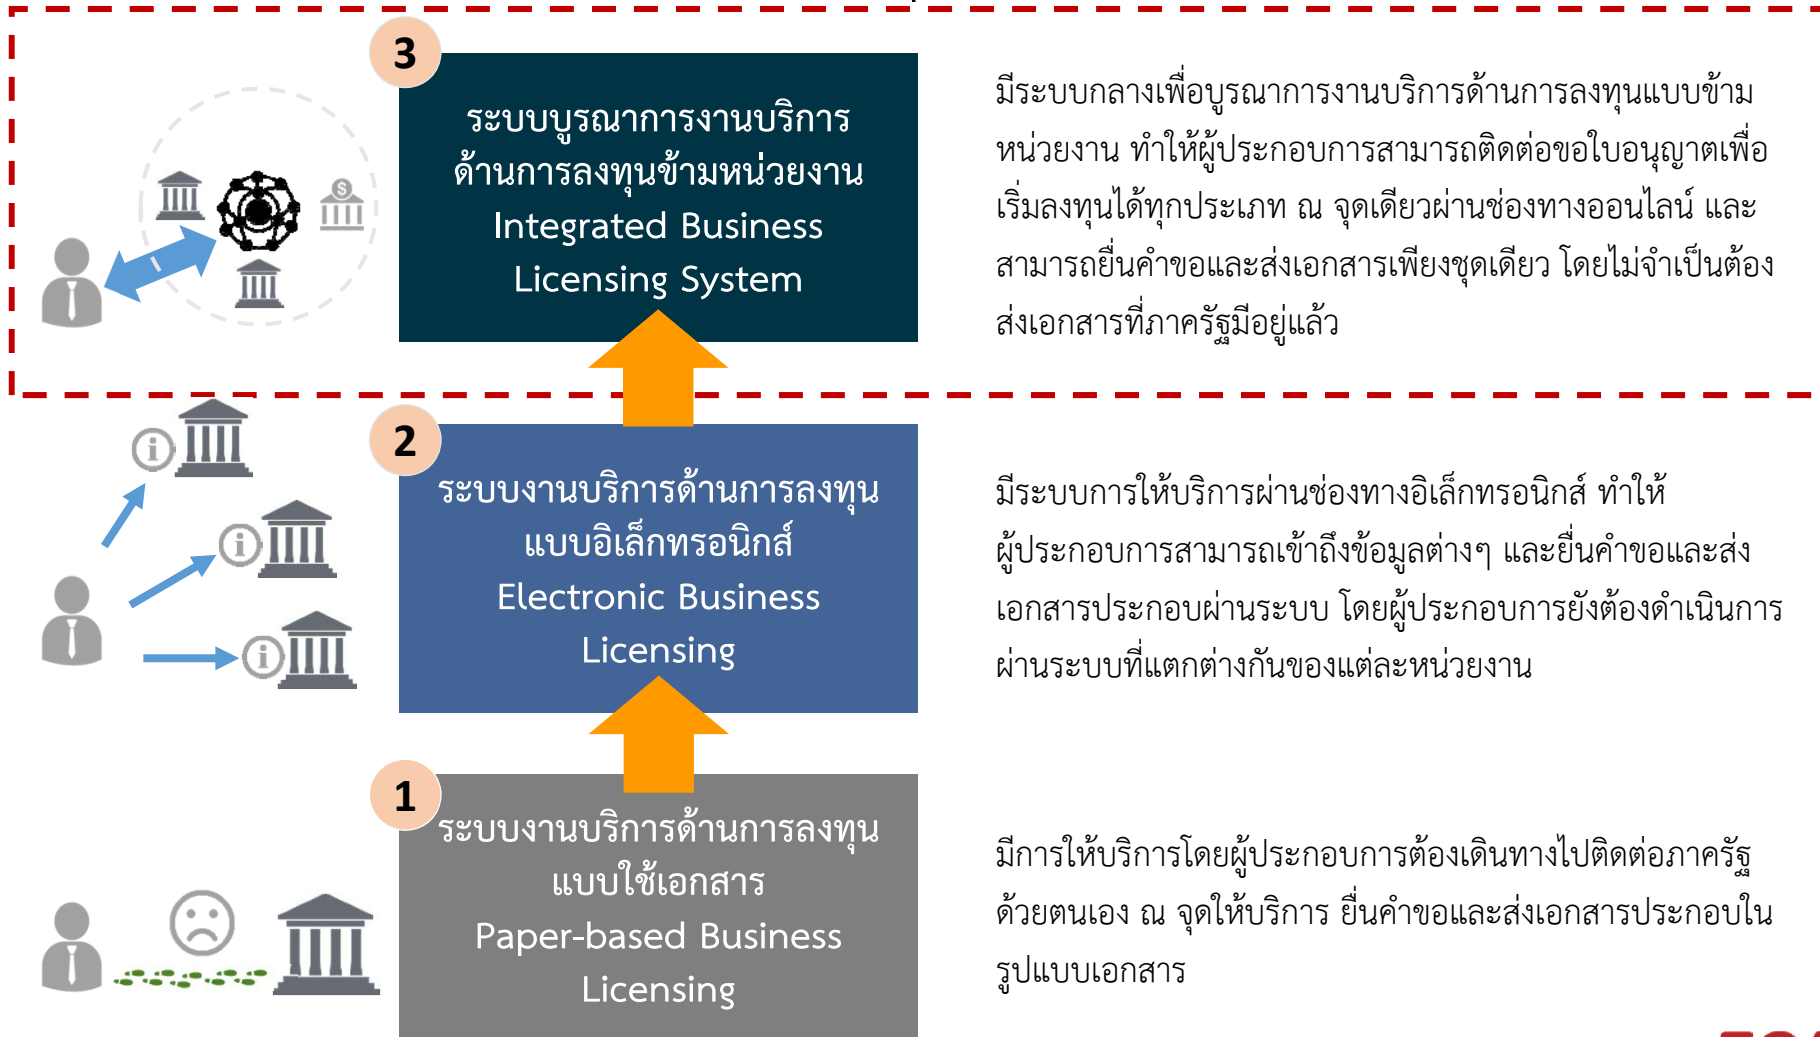 3
ระบบบูรณาการงานบริการ
ด้านการลงทุนข้ามหน่วยงาน
Integrated Business
Licensing System
มีระบบกลางเพื่อบูรณาการงานบริการด้านการลงทุนแบบข้าม
หน่วยงาน ทำให้ผู้ประกอบการสามารถติดต่อขอใบอนุญาตเพื่อ
เริ่มลงทุนได้ทุกประเภท ณ จุดเดียวผ่านช่องทางออนไลน์ และ
สามารถยื่นคำขอและส่งเอกสารเพียงชุดเดียว โดยไม่จำเป็นต้อง
ส่งเอกสารที่ภาครัฐมีอยู่แล้ว
2
ระบบงานบริการด้านการลงทุน
แบบอิเล็กทรอนิกส์
Electronic Business
Licensing
มีระบบการให้บริการผ่านช่องทางอิเล็กทรอนิกส์ ทำให้
ผู้ประกอบการสามารถเข้าถึงข้อมูลต่างๆ และยื่นคำขอและส่ง
เอกสารประกอบผ่านระบบ โดยผู้ประกอบการยังต้องดำเนินการ
ผ่านระบบที่แตกต่างกันของแต่ละหน่วยงาน
1
ระบบงานบริการด้านการลงทุน
แบบใช้เอกสาร
Paper-based Business
Licensing
มีการให้บริการโดยผู้ประกอบการต้องเดินทางไปติดต่อภาครัฐ
ด้วยตนเอง ณ จุดให้บริการ ยื่นคำขอและส่งเอกสารประกอบใน
รูปแบบเอกสาร